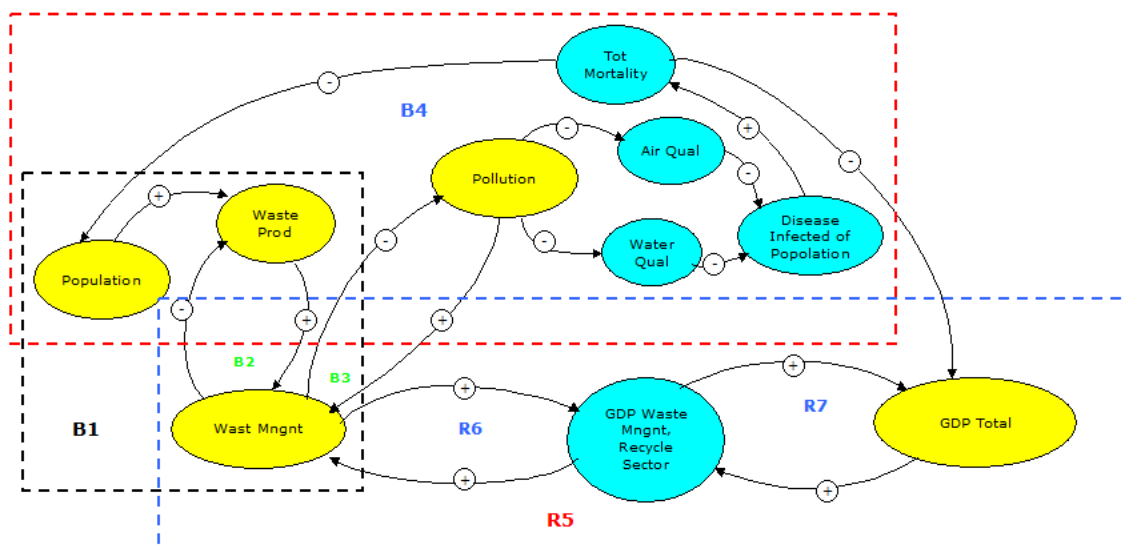 Tot
Mortality
-
B4
-
+
Air Qual
-
Pollution
-
+
Waste
Prod
-
Disease
Infected of
Popolation
Population
-
Water
Qual
-
-
+
+
B2
B3
+
+
R7
B1
Wast Mngnt
R6
GDP Waste
Mngnt,
Recycle
Sector
GDP Total
+
+
R5